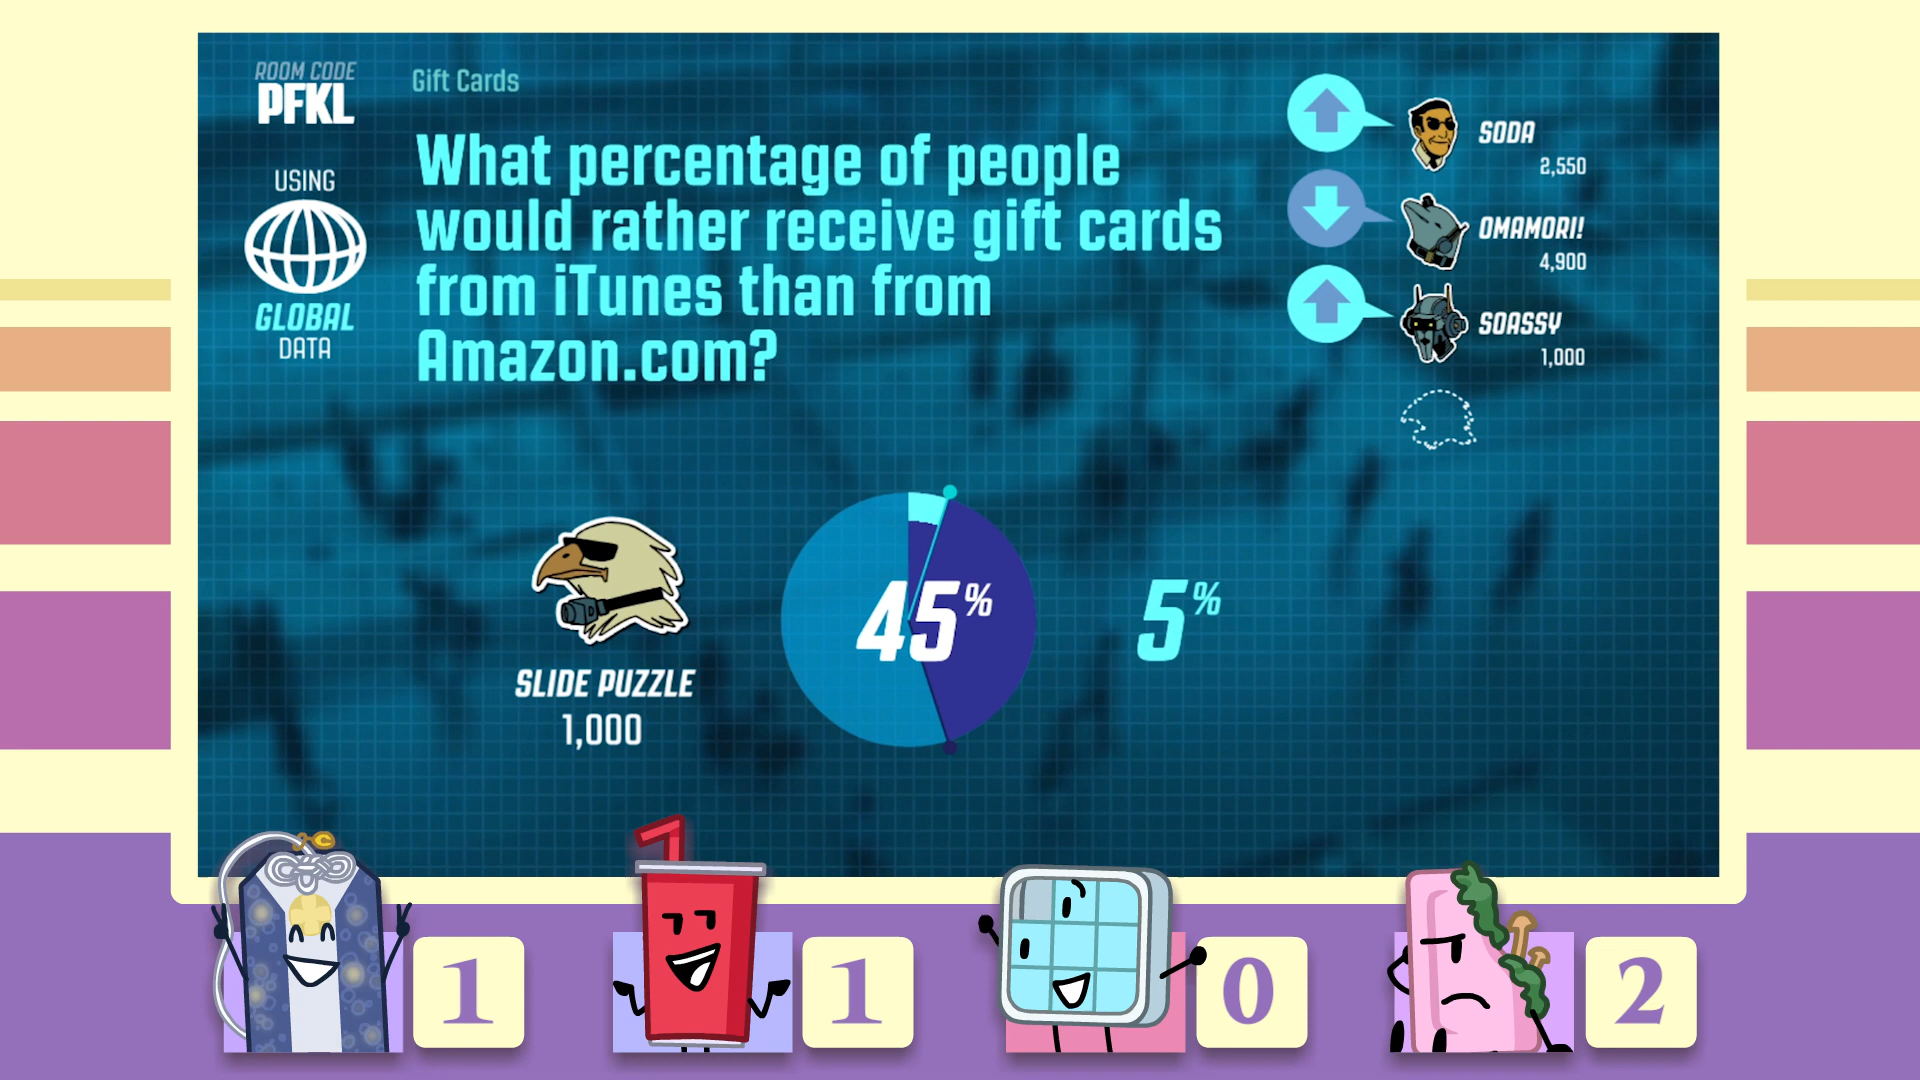 ROOM CODE
PFKL
USING
GLOBAL
DATA
Gift Cards
What percentage of people
would rather receive gift cards
from iTunes than from
Amazon.com?
SODA
2,550
OMAMORI!
4,900
SOASSY
1,000
SLIDE PUZZLE
1,000
45%
5%
1
1
0
2